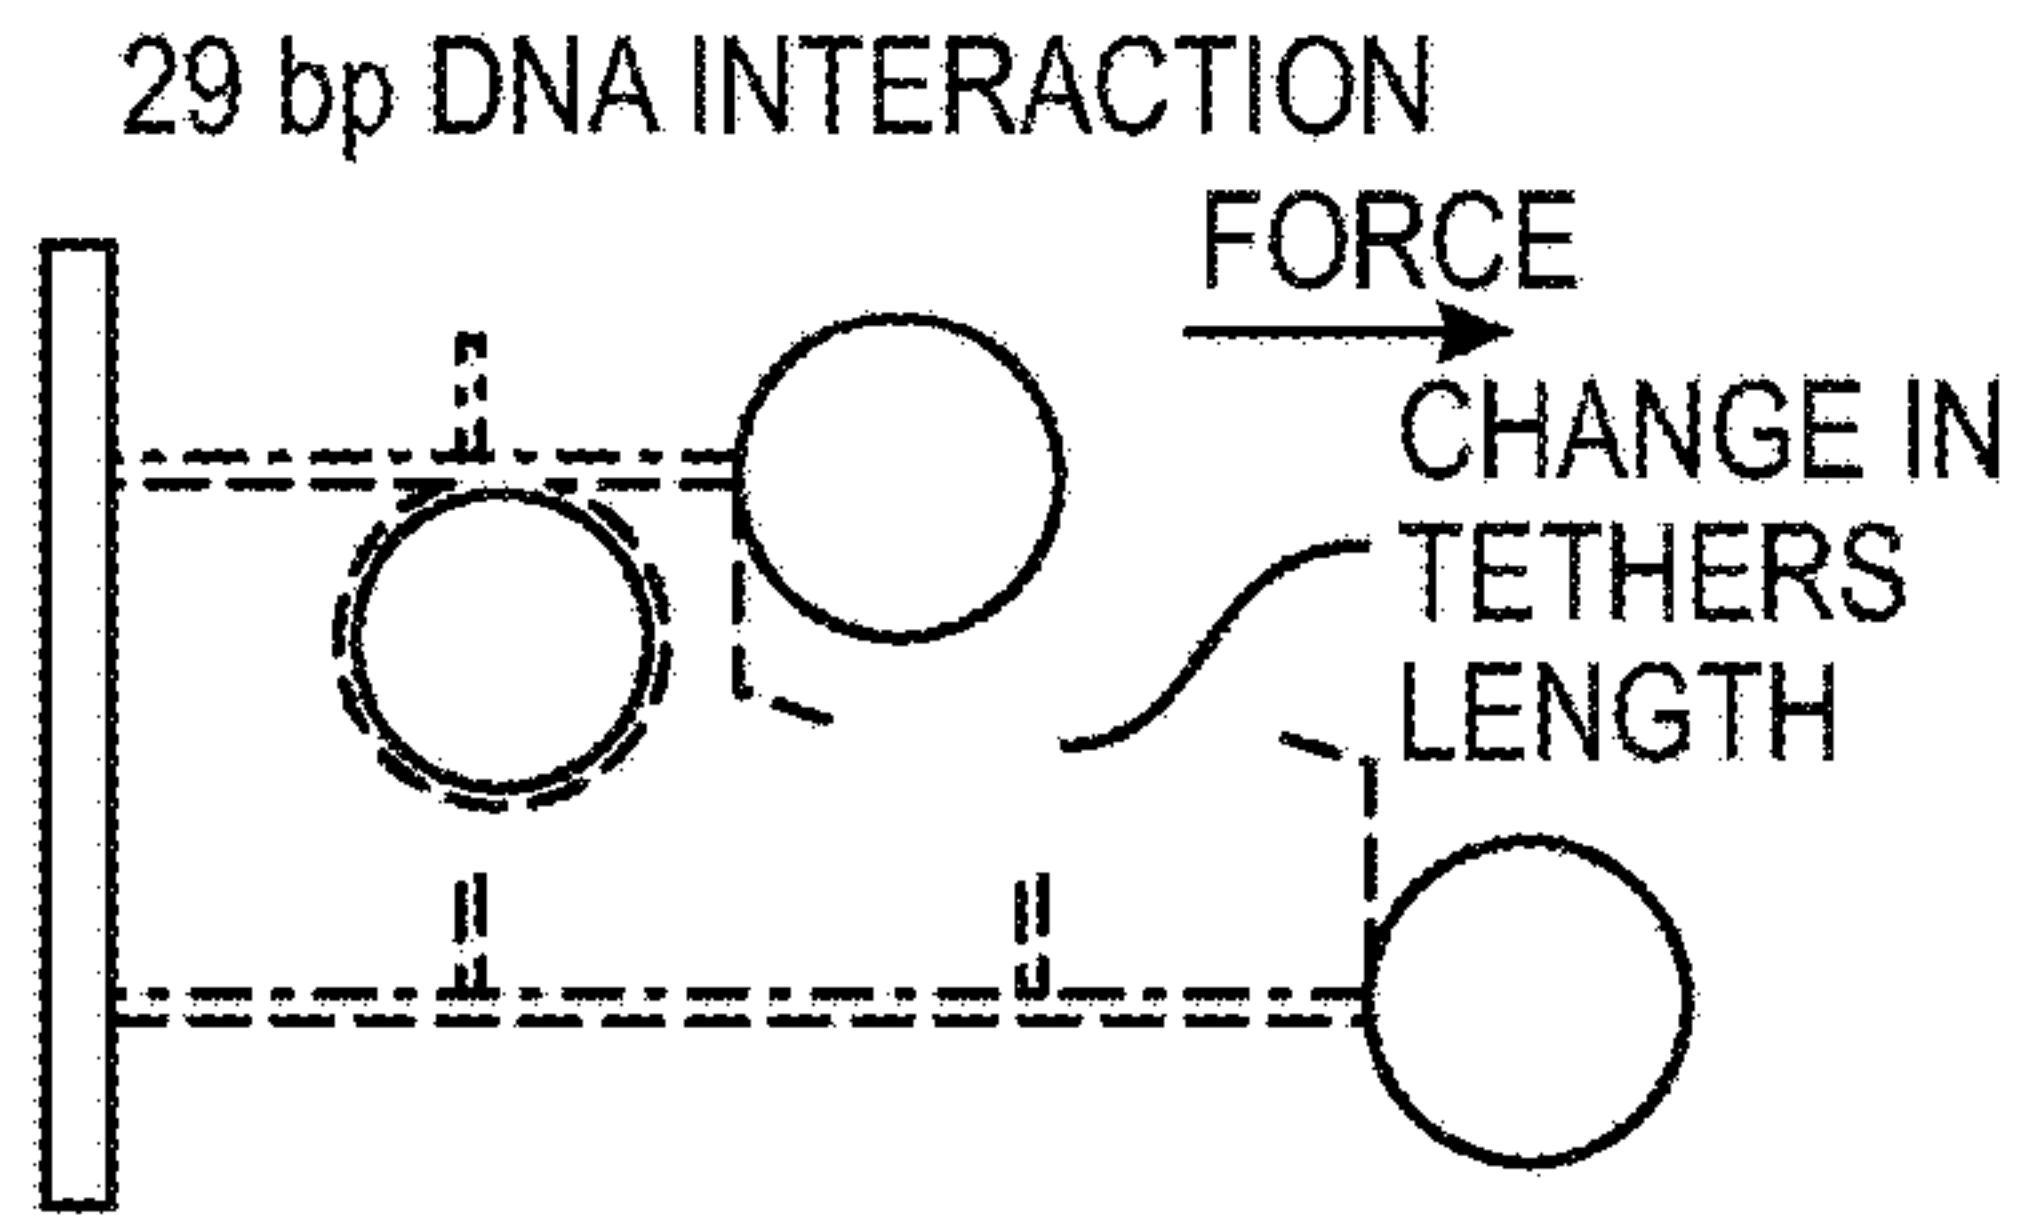 29 bp DNA INTERACTION
FORCE
CHANGE IN
TETHERS
LENGTH